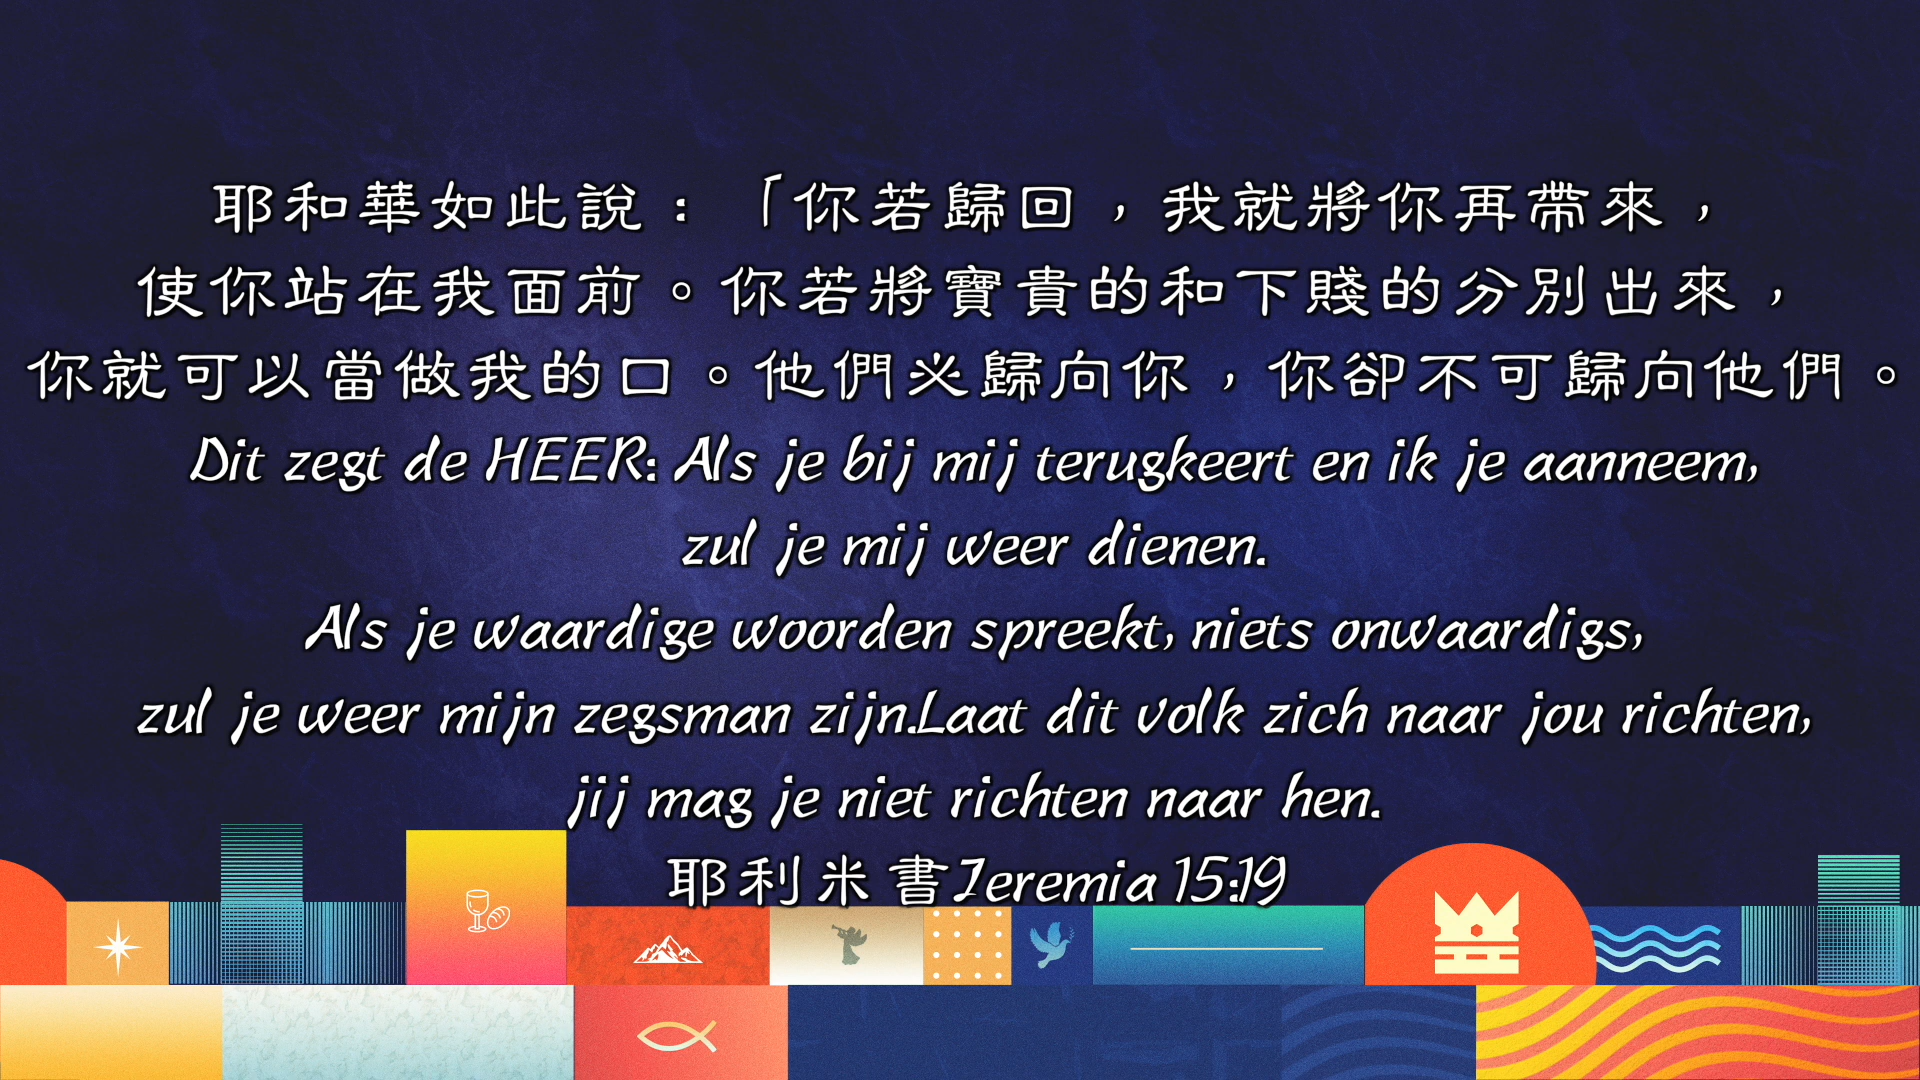 耶和華如此說：「你若歸回，我就將你再帶來，
使你站在我面前。你若將寶貴的和下賤的分別出來，
你就可以當做我的口。他們必歸向你，你卻不可歸向他們。
Dit zegt de HEER: Als je bij mij terugkeert en ik je aanneem,
zul je mij weer dienen.
Als je waardige woorden spreekt, niets onwaardigs,
zul je weer mijn zegsman zijn.Laat dit volk zich naar jou richten,
jij mag je niet richten naar hen.
耶利米書Jeremia 15:19